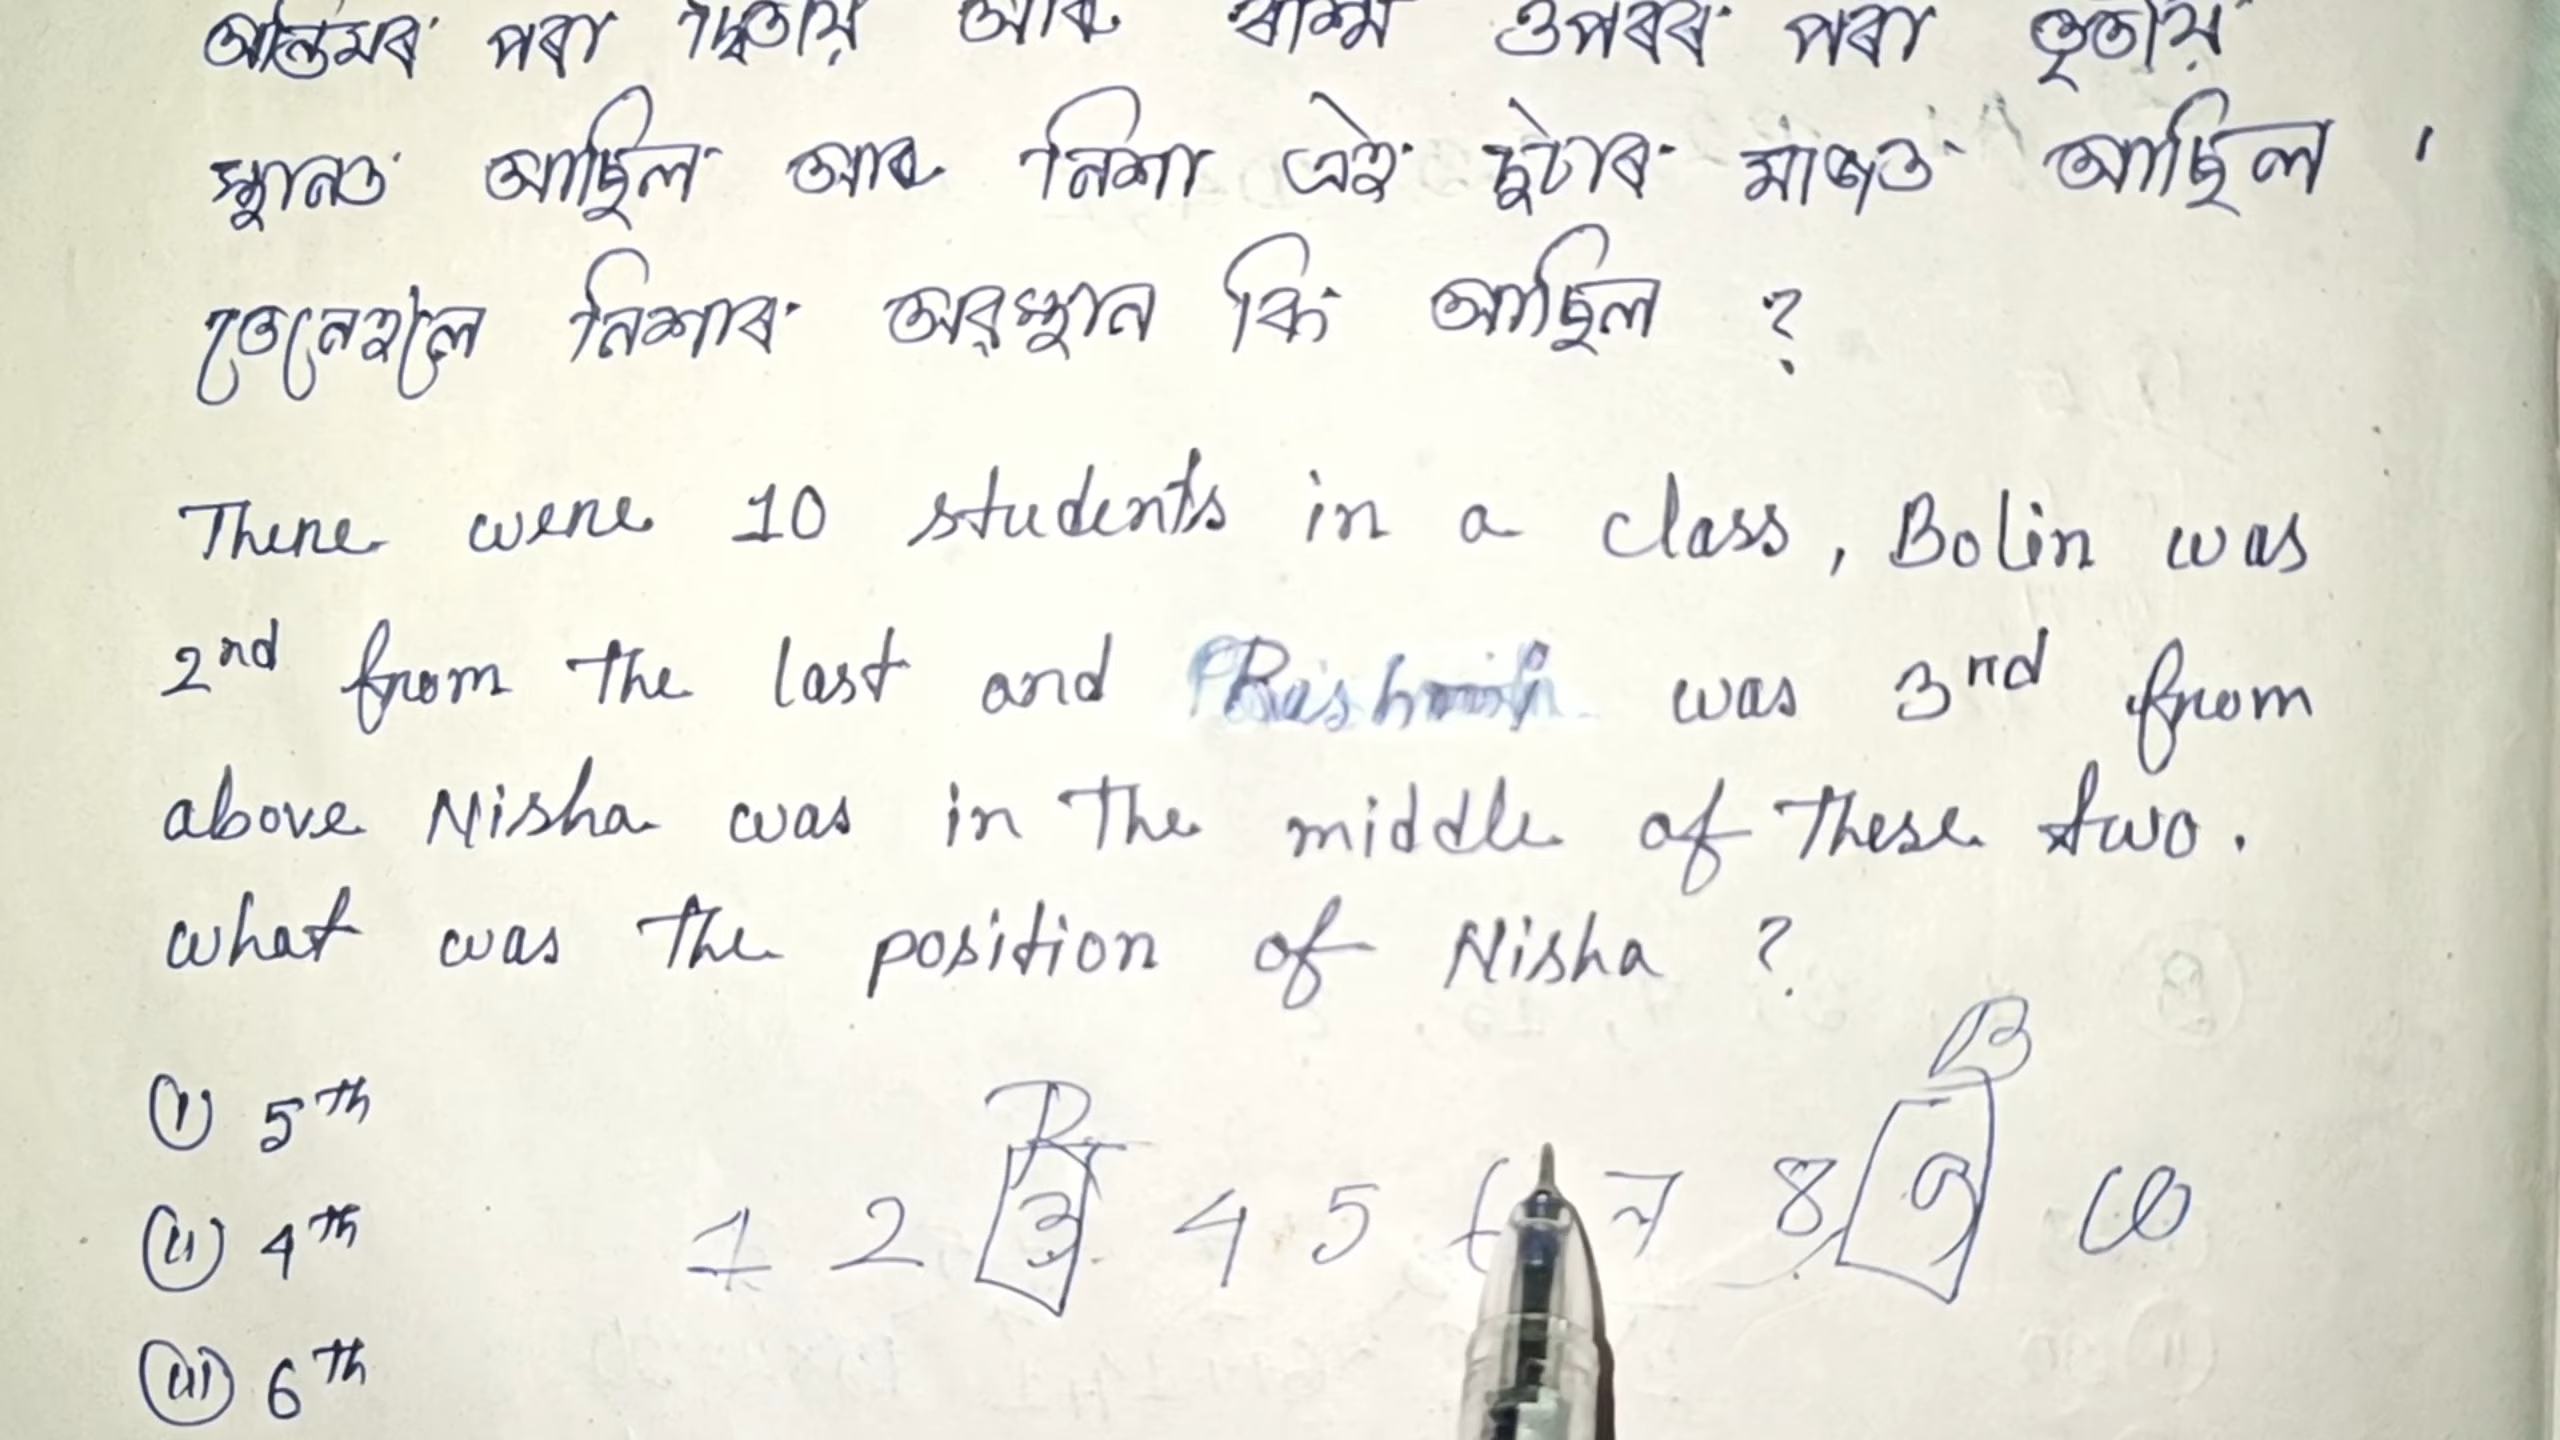 অন্তিমৰ পৰা দ্বিতীয় আৰু ৰশ্মি ওপৰৰ পৰা তৃতীয়
স্থানত আছিল আৰু নিশা এই দুটাৰ মাজত আছিল ।
তেনেহলে নিশাৰ অৱস্থান কি আছিল ?
There were 10 students in a class, Bolin was
2nd from the last and Rashmi was 3nd from
above Nisha was in the middle of these two.
what was the position of Nisha ?
R B
(i) 5th
1 2 3 4 5 7 8 9 10
(ii) 4th
(iii) 6th